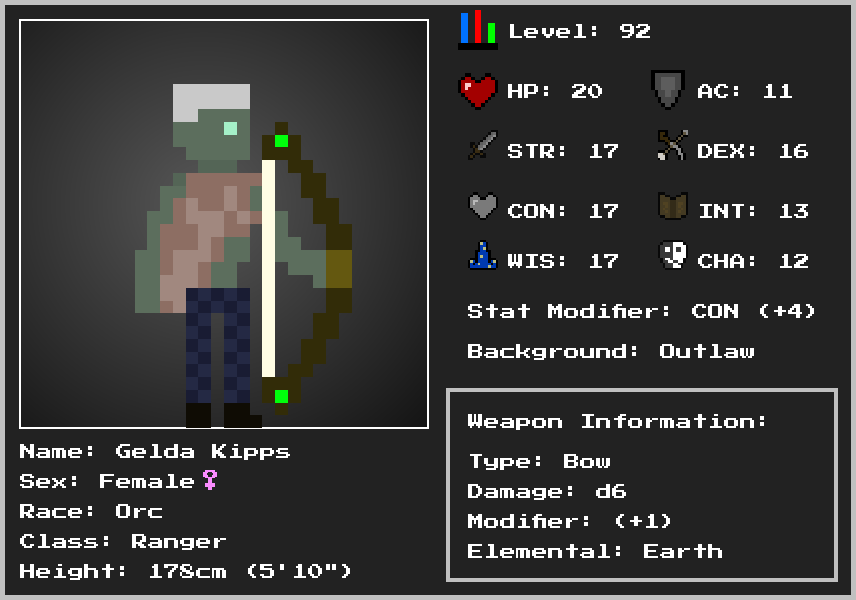 Level: 92
HP: 20
AC: 11
STR: 17
DEX: 16
CON: 17
INT: 13
WIS: 17
CHA: 12
Stat Modifier: CON (+4)
Background: Outlaw
Weapon Information:
Type: Bow
Damage: d6
Modifier: (+1)
Elemental: Earth
Name: Gelda Kipps
Sex: Female♀
Race: Orc
Class: Ranger
Height: 178cm (5'10")